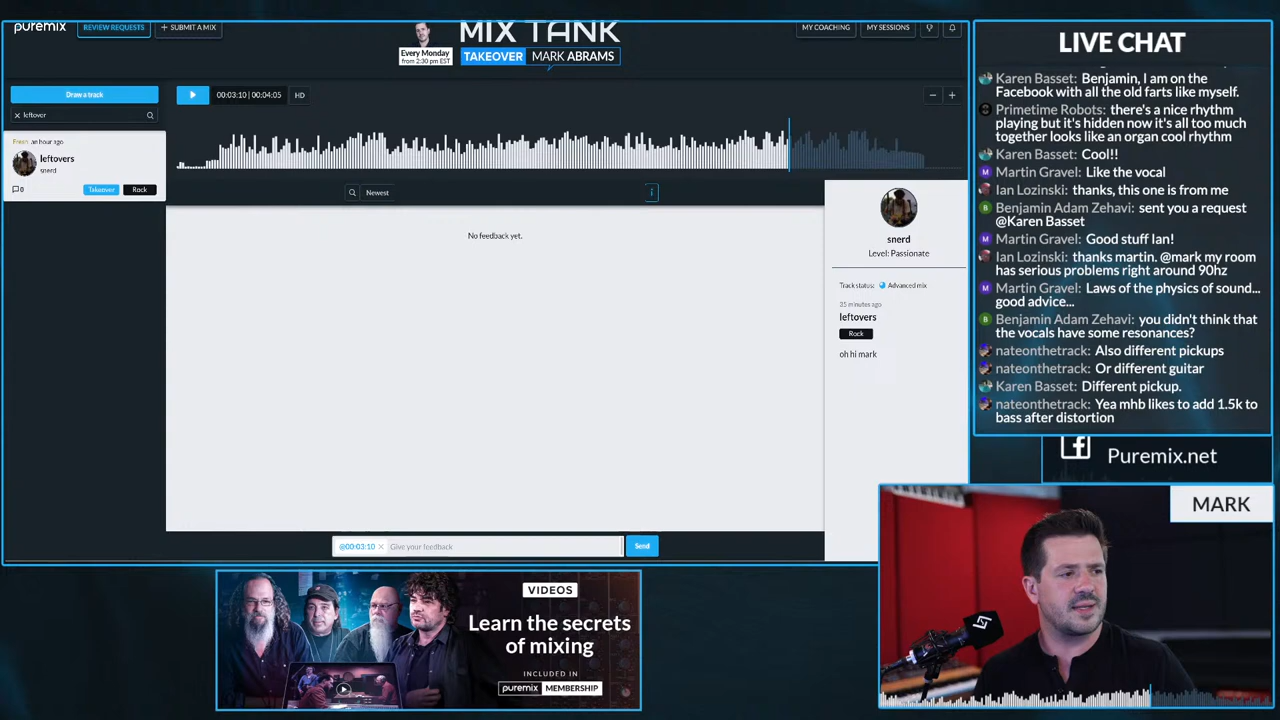 puremix
REVIEW REQUESTS
+ SUBMIT A MIX
Every Monday
from 2:30 pm EST
MIX TANK
TAKEOVER MARK ABRAMS
MY COACHING
MY SESSIONS
Draw a track
× leftover
Fresh an hour ago
leftovers
snerd
0
Takeover
Rock
00:03:10 | 00:04:05
HD
Newest
i
No feedback yet.
snerd
Level: Passionate
Track status: Advanced mix
35 minutes ago
leftovers
Rock
oh hi mark
@00:03:10 ×
Give your feedback
Send
LIVE CHAT
Karen Basset: Benjamin, I am on the
Facebook with all the old farts like myself.
Primetime Robots: there's a nice rhythm
playing but it's hidden now it's all too much
together looks like an organ cool rhythm
Karen Basset: Cool!!
Martin Gravel: Like the vocal
Ian Lozinski: thanks, this one is from me
Benjamin Adam Zehavi: sent you a request
@Karen Basset
Martin Gravel: Good stuff Ian!
Ian Lozinski: thanks martin. @mark my room
has serious problems right around 90hz
Martin Gravel: Laws of the physics of sound...
good advice...
Benjamin Adam Zehavi: you didn't think that
the vocals have some resonances?
nateonthetrack: Also different pickups
nateonthetrack: Or different guitar
Karen Basset: Different pickup.
nateonthetrack: Yea mhb likes to add 1.5k to
bass after distortion
Puremix.net
MARK
VIDEOS
Learn the secrets
of mixing
INCLUDED IN
puremix MEMBERSHIP